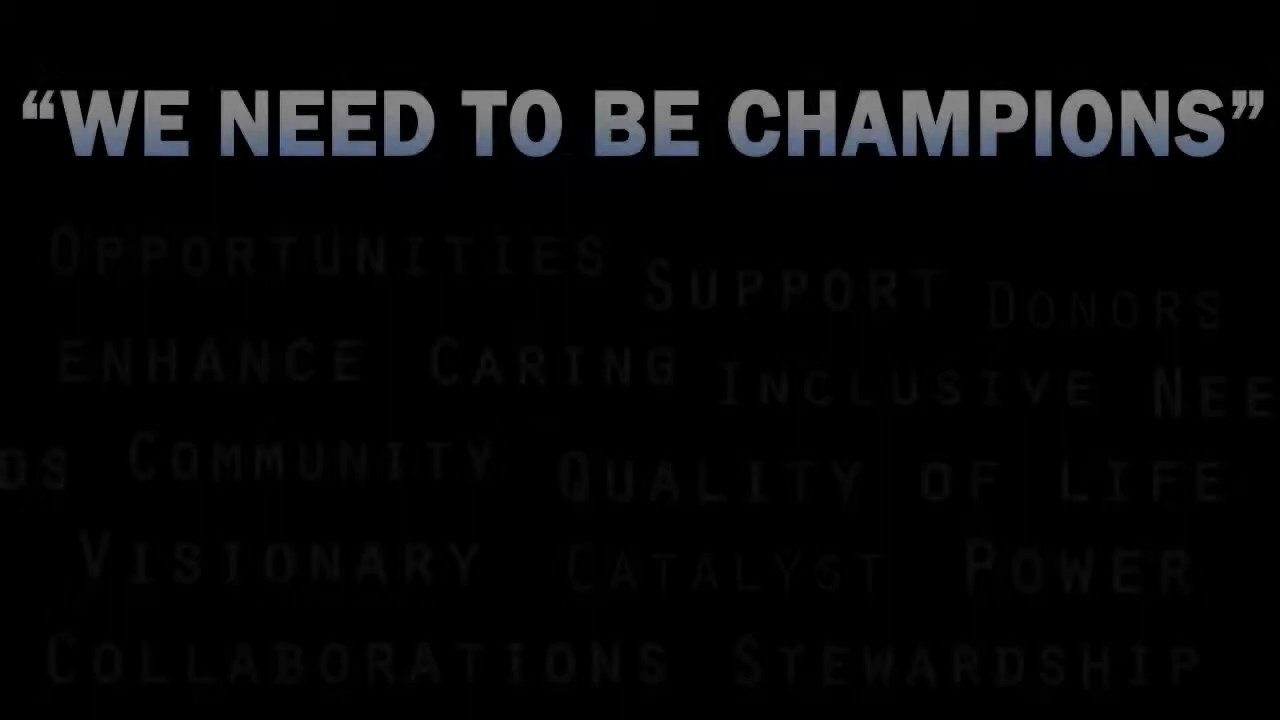 “WE NEED TO BE CHAMPIONS”
OPPORTUNITIES SUPPORT DONORS
ENHANCE CARING INCLUSIVE NEE
DS COMMUNITY QUALITY OF LIFE
VISIONARY CATALYST POWER
COLLABORATIONS STEWARDSHIP